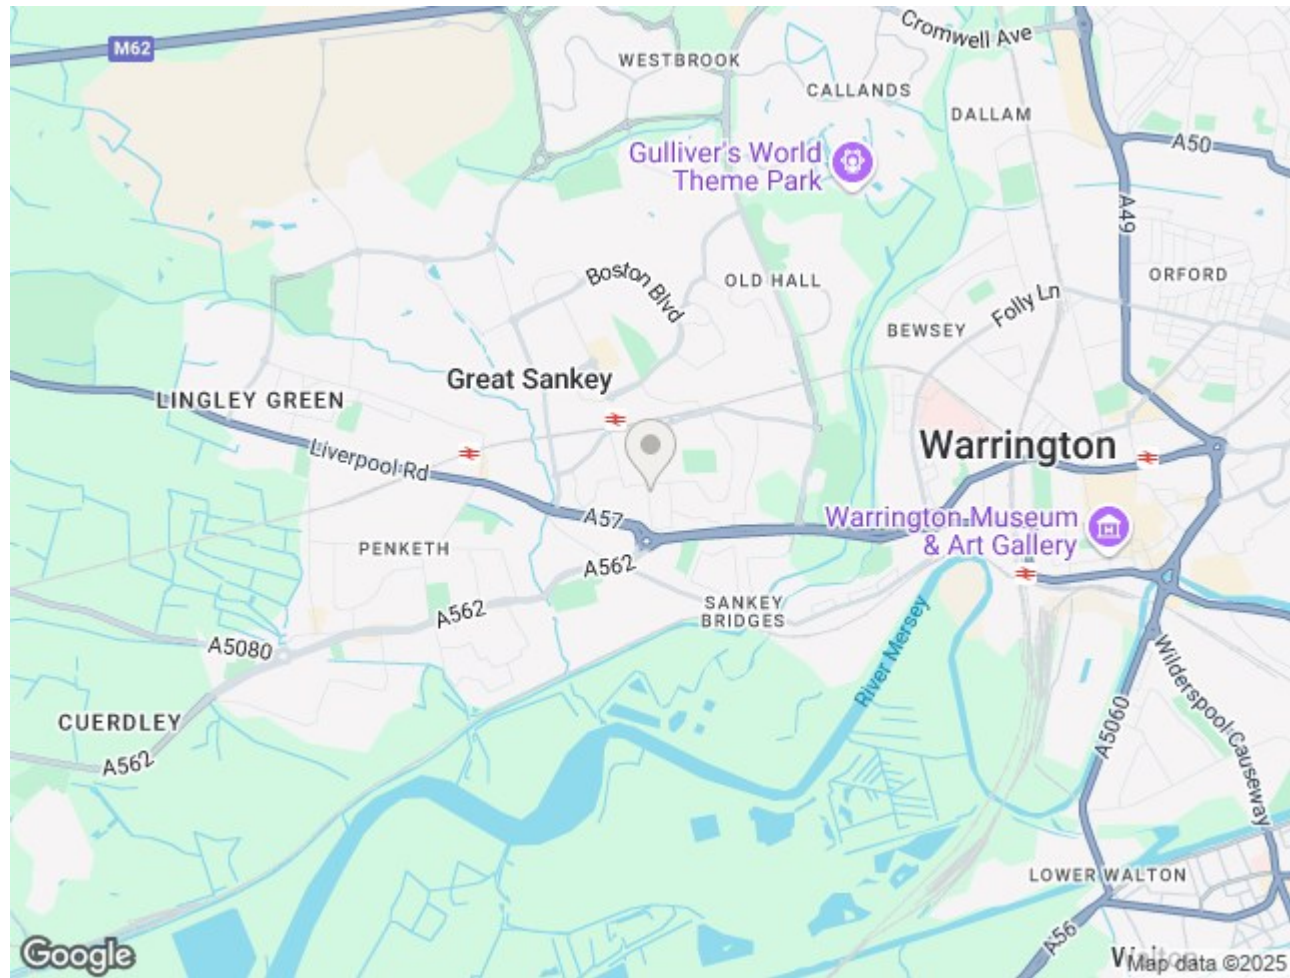 Cromwell Ave
M62
WESTBROOK
CALLANDS
DALLAM
A50
Gulliver's World
Theme Park
A49
Boston Blvd
OLD HALL
ORFORD
Folly Ln
BEWSEY
Great Sankey
LINGLEY GREEN
Warrington
Liverpool Rd
A57
Warrington Museum
& Art Gallery
PENKETH
A562
SANKEY
BRIDGES
A562
A5080
River Mersey
Wilderspool Causeway
A5060
CUERDLEY
A562
LOWER WALTON
A56
Google
Map data ©2025